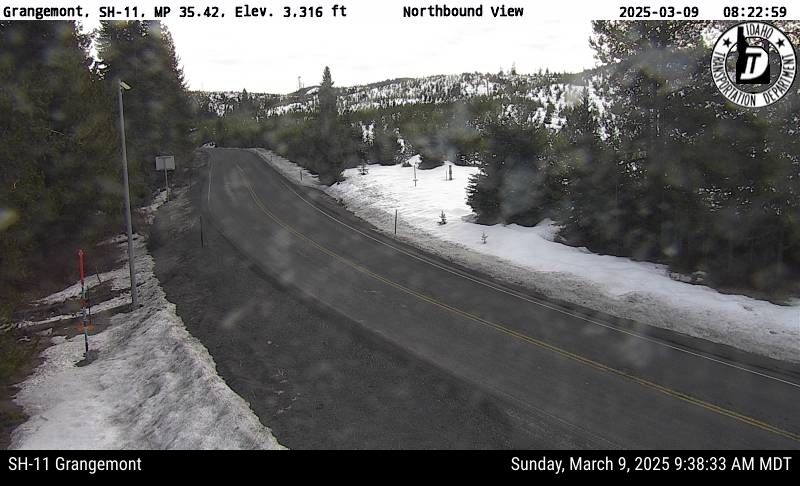 Grangemont, SH-11, MP 35.42, Elev. 3,316 ft Northbound View 2025-03-09 08:22:59
IDAHO
TRANSPORTATION DEPARTMENT
SH-11 Grangemont Sunday, March 9, 2025 9:38:33 AM MDT